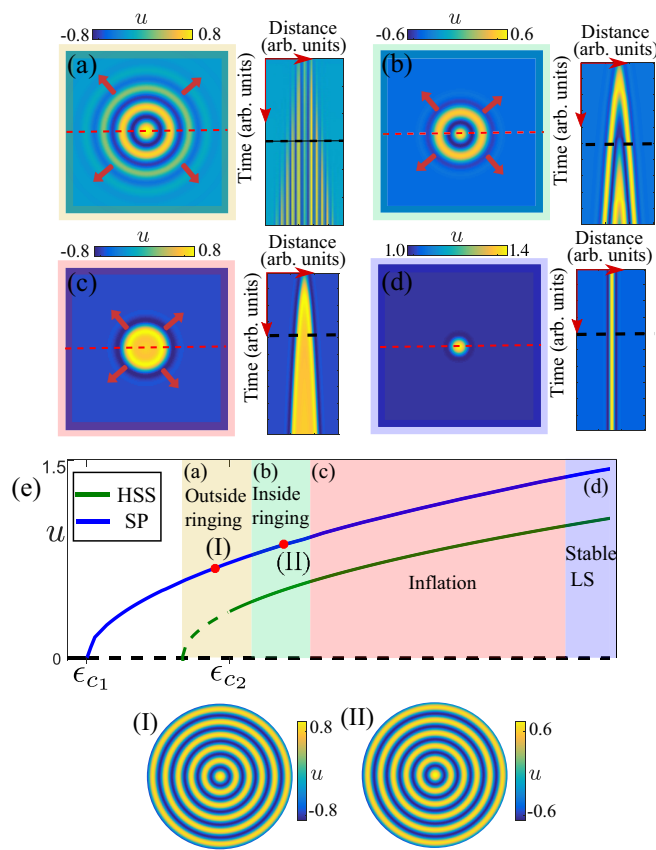 u
-0.8 0.8
(a)
Distance
(arb. units)
Time (arb. units)
u
-0.6 0.6
(b)
Distance
(arb. units)
Time (arb. units)
u
-0.8 0.8
(c)
Distance
(arb. units)
Time (arb. units)
u
1.0 1.4
(d)
Distance
(arb. units)
Time (arb. units)
(e)
1.5
u
0
HSS
SP
(a)
Outside
ringing
(I)
(b)
Inside
ringing
(II)
(c)
Inflation
(d)
Stable
LS
ϵc1
ϵc2
(I)
0.8
u
-0.8
(II)
0.6
u
-0.6